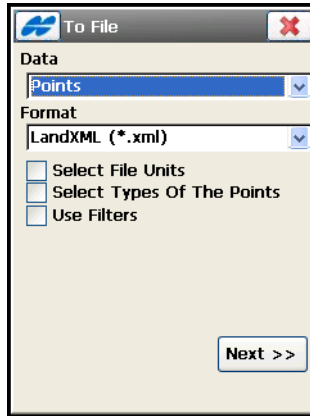 To File
Data
Points
Format
LandXML (*.xml)
Select File Units
Select Types Of The Points
Use Filters
Next >>